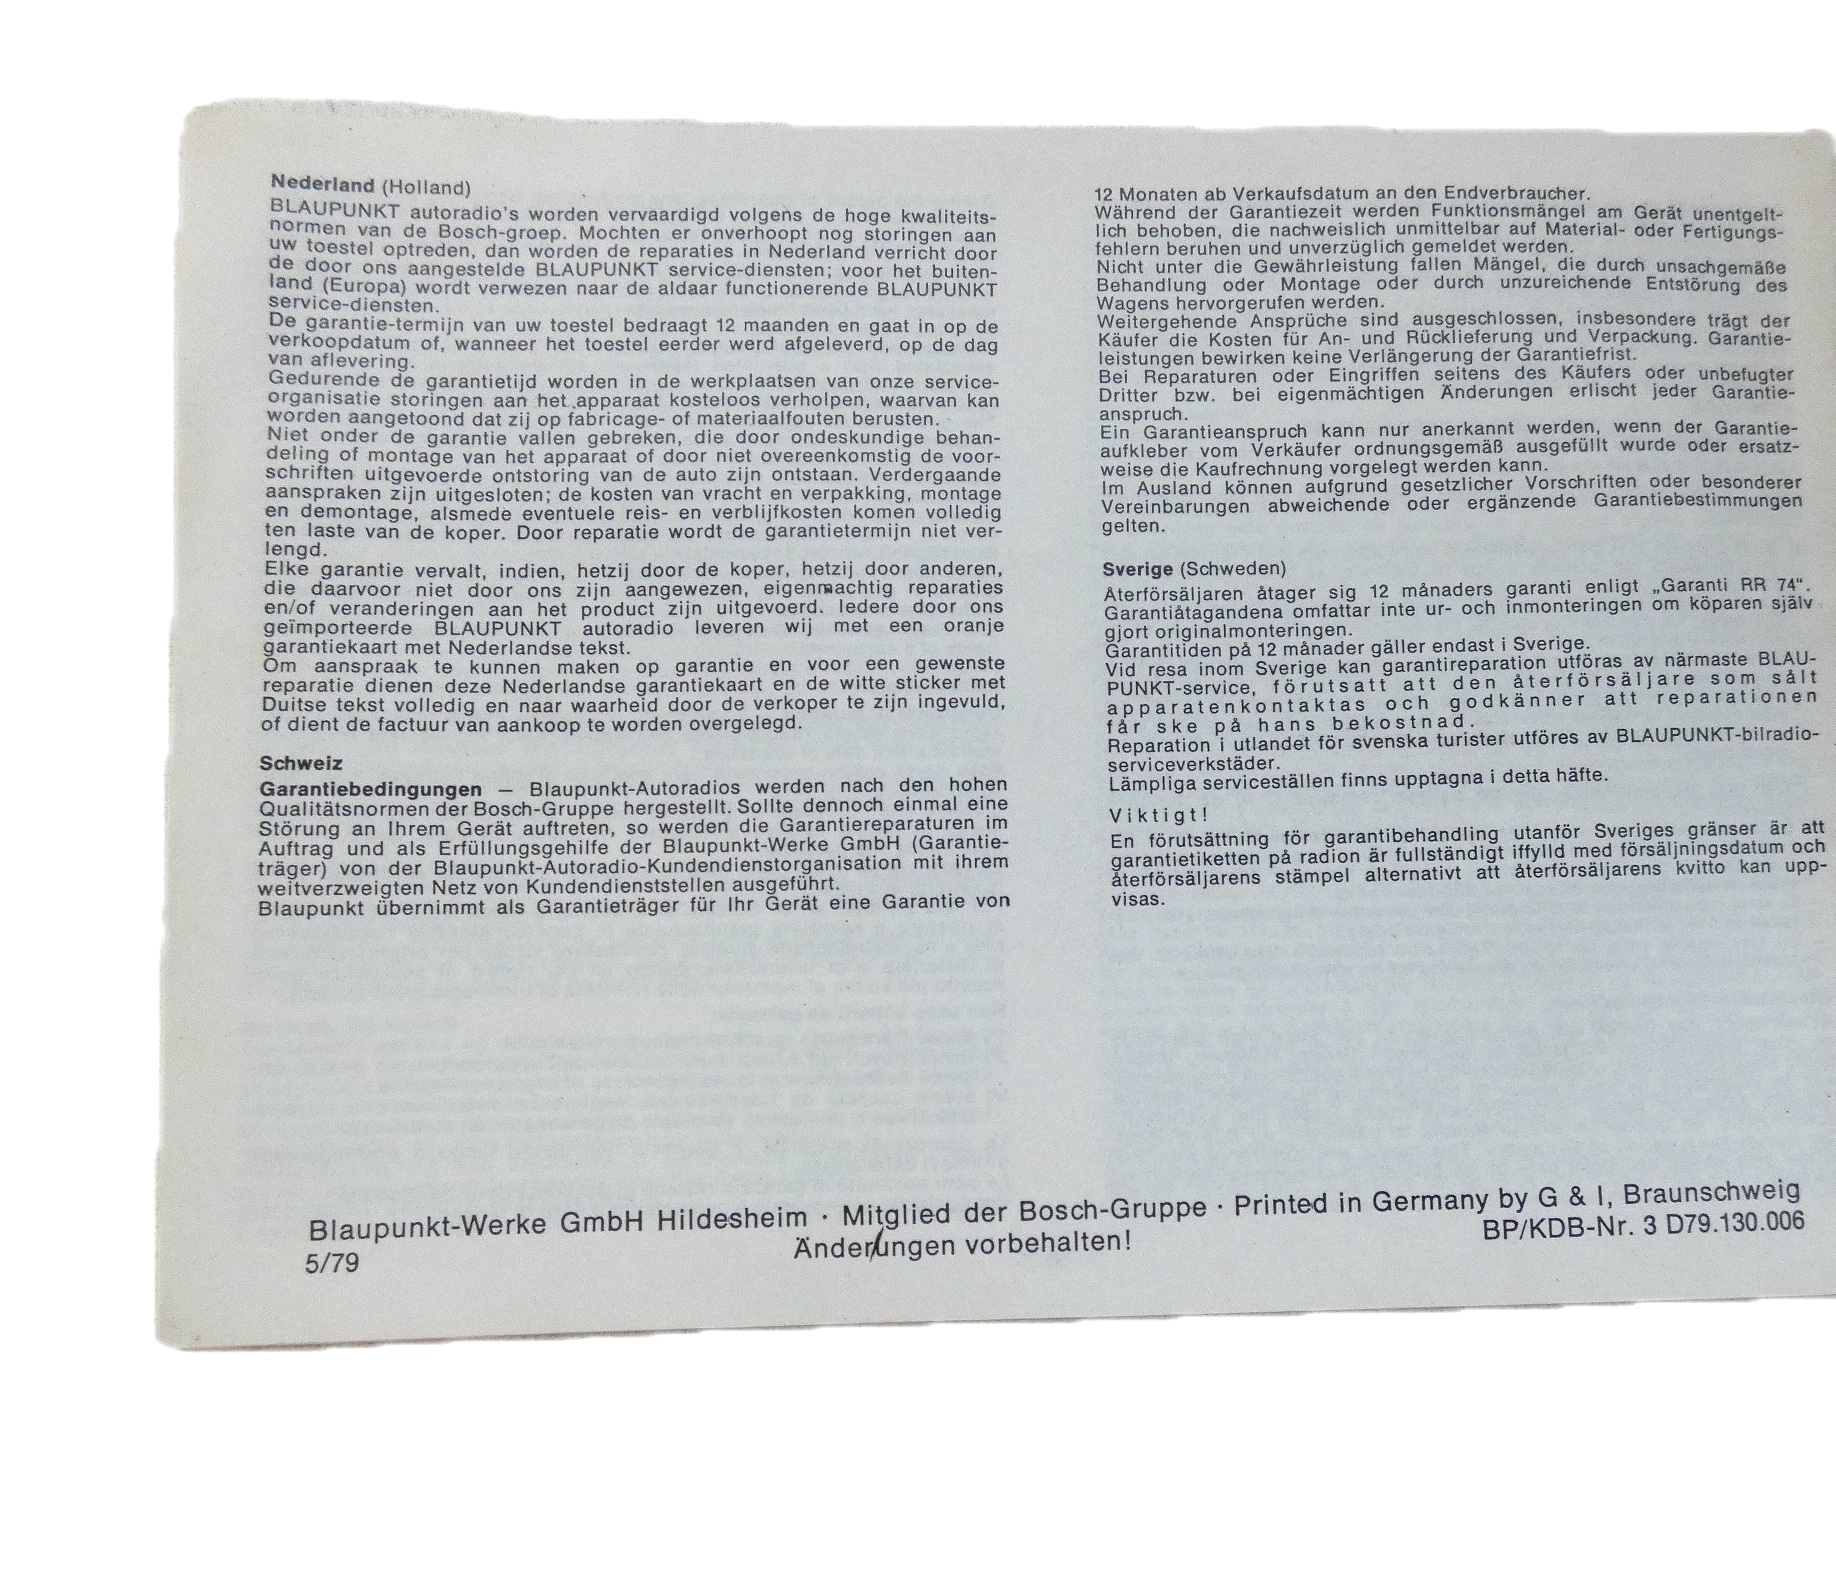 Nederland (Holland)
BLAUPUNKT autoradio's worden vervaardigd volgens de hoge kwaliteits-
normen van de Bosch-groep. Mochten er onverhoopt nog storingen aan
uw toestel optreden, dan worden de reparaties in Nederland verricht door
de door ons aangestelde BLAUPUNKT service-diensten; voor het buiten-
land (Europa) wordt verwezen naar de aldaar functionerende BLAUPUNKT
service-diensten.
De garantie-termijn van uw toestel bedraagt 12 maanden en gaat in op de
verkoopdatum of, wanneer het toestel eerder werd afgeleverd, op de dag
van aflevering.
Gedurende de garantietijd worden in de werkplaatsen van onze service-
organisatie storingen aan het apparaat kosteloos verholpen, waarvan kan
worden aangetoond dat zij op fabricage- of materiaalfouten berusten.
Niet onder de garantie vallen gebreken, die door ondeskundige behan-
deling of montage van het apparaat of door niet overeenkomstig de voor-
schriften uitgevoerde ontstoring van de auto zijn ontstaan. Verdergaande
aanspraken zijn uitgesloten; de kosten van vracht en verpakking, montage
en demontage, alsmede eventuele reis- en verblijfkosten komen volledig
ten laste van de koper. Door reparatie wordt de garantietermijn niet ver-
lengd.
Elke garantie vervalt, indien, hetzij door de koper, hetzij door anderen,
die daarvoor niet door ons zijn aangewezen, eigenmachtig reparaties
en/of veranderingen aan het product zijn uitgevoerd. Iedere door ons
geïmporteerde BLAUPUNKT autoradio leveren wij met een oranje
garantiekaart met Nederlandse tekst.
Om aanspraak te kunnen maken op garantie en voor een gewenste
reparatie dienen deze Nederlandse garantiekaart en de witte sticker met
Duitse tekst volledig en naar waarheid door de verkoper te zijn ingevuld,
of dient de factuur van aankoop te worden overgelegd.
Schweiz
Garantiebedingungen — Blaupunkt-Autoradios werden nach den hohen
Qualitätsnormen der Bosch-Gruppe hergestellt. Sollte dennoch einmal eine
Störung an Ihrem Gerät auftreten, so werden die Garantiereparaturen im
Auftrag und als Erfüllungsgehilfe der Blaupunkt-Werke GmbH (Garantie-
träger) von der Blaupunkt-Autoradio-Kundendienstorganisation mit ihrem
weitverzweigten Netz von Kundendienststellen ausgeführt.
Blaupunkt übernimmt als Garantieträger für Ihr Gerät eine Garantie von
12 Monaten ab Verkaufsdatum an den Endverbraucher.
Während der Garantiezeit werden Funktionsmängel am Gerät unentgelt-
lich behoben, die nachweislich unmittelbar auf Material- oder Fertigungs-
fehlern beruhen und unverzüglich gemeldet werden.
Nicht unter die Gewährleistung fallen Mängel, die durch unsachgemäße
Behandlung oder Montage oder durch unzureichende Entstörung des
Wagens hervorgerufen werden.
Weitergehende Ansprüche sind ausgeschlossen, insbesondere trägt der
Käufer die Kosten für An- und Rücklieferung und Verpackung. Garantie-
leistungen bewirken keine Verlängerung der Garantiefrist.
Bei Reparaturen oder Eingriffen seitens des Käufers oder unbefugter
Dritter bzw. bei eigenmächtigen Änderungen erlischt jeder Garantie-
anspruch.
Ein Garantieanspruch kann nur anerkannt werden, wenn der Garantie-
aufkleber vom Verkäufer ordnungsgemäß ausgefüllt wurde oder ersatz-
weise die Kaufrechnung vorgelegt werden kann.
Im Ausland können aufgrund gesetzlicher Vorschriften oder besonderer
Vereinbarungen abweichende oder ergänzende Garantiebestimmungen
gelten.
Sverige (Schweden)
Återförsäljaren åtager sig 12 månaders garanti enligt „Garanti RR 74“.
Garantiåtagandena omfattar inte ur- och inmonteringen om köparen själv
gjort originalmonteringen.
Garantitiden på 12 månader gäller endast i Sverige.
Vid resa inom Sverige kan garantireparation utföras av närmaste BLAU-
PUNKT-service, förutsatt att den återförsäljare som sålt
apparatenkontaktas och godkänner att reparationen
får ske på hans bekostnad.
Reparation i utlandet för svenska turister utföres av BLAUPUNKT-bilradio-
serviceverkstäder.
Lämpliga serviceställen finns upptagna i detta häfte.
Viktigt!
En förutsättning för garantibehandling utanför Sveriges gränser är att
garantietiketten på radion är fullständigt iffylld med försäljningsdatum och
återförsäljarens stämpel alternativt att återförsäljarens kvitto kan upp-
visas.
Blaupunkt-Werke GmbH Hildesheim · Mitglied der Bosch-Gruppe · Printed in Germany by G & I, Braunschweig
5/79 Änderungen vorbehalten! BP/KDB-Nr. 3 D79.130.006